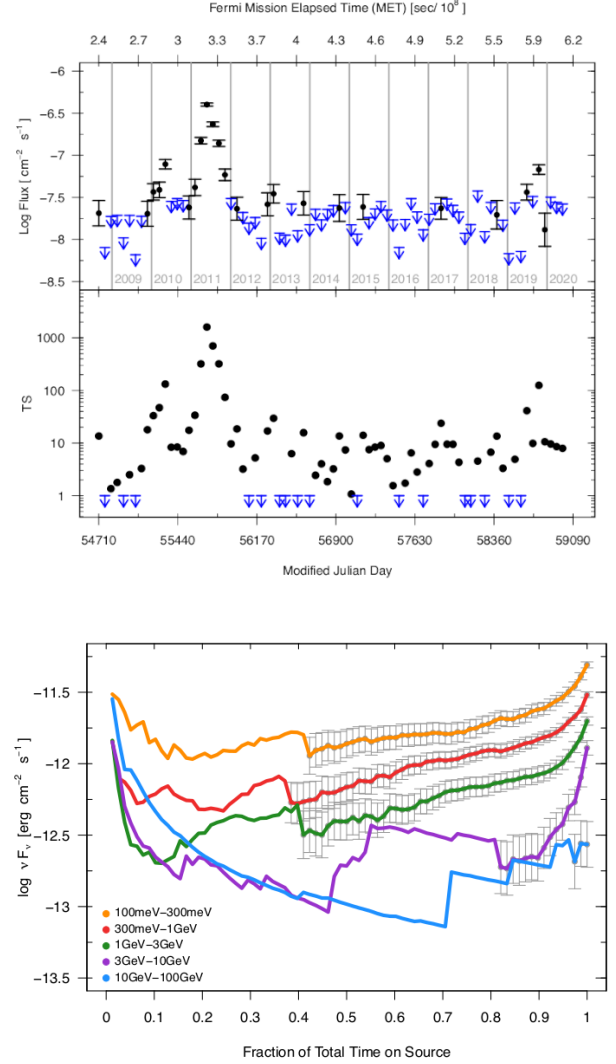 Fermi Mission Elapsed Time (MET) [sec/ 10⁸ ]
2.4 2.7 3 3.3 3.6 3.7 4 4.3 4.6 4.8 5.1 5.2 5.5 5.9 6.2
−6
−6.5
−7
−7.5
−8
−8.5
Log Flux [ cm⁻² s⁻¹ ]
2009 2010 2011 2012 2013 2014 2015 2016 2017 2018 2019 2020
1000
100
10
1
TS
54710 55440 56170 56900 57630 58360 59090
Modified Julian Day
−11.5
−12
−12.5
−13
−13.5
log ν Fᵥ [erg cm⁻² s⁻¹ ]
100meV−300meV
300meV−1GeV
1GeV−3GeV
3GeV−10GeV
10GeV−100GeV
0 0.1 0.2 0.3 0.4 0.5 0.6 0.7 0.8 0.9 1
Fraction of Total Time on Source